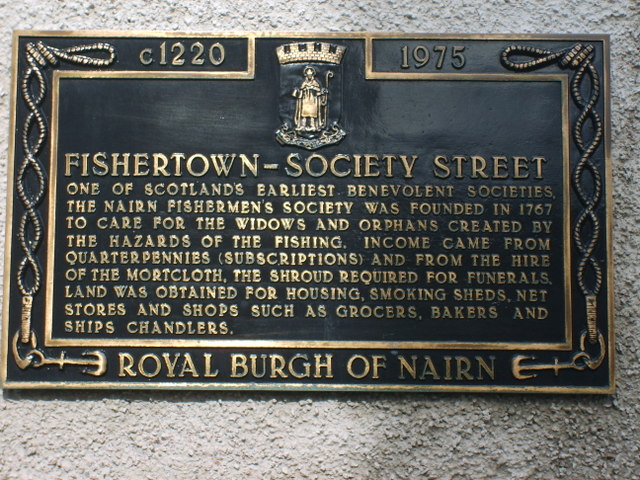 c1220 1975
FISHERTOWN - SOCIETY STREET
ONE OF SCOTLANDS EARLIEST BENEVOLENT SOCIETIES,
THE NAIRN FISHERMEN'S SOCIETY WAS FOUNDED IN 1767
TO CARE FOR THE WIDOWS AND ORPHANS CREATED BY
THE HAZARDS OF THE FISHING. INCOME CAME FROM
QUARTERPENNIES (SUBSCRIPTIONS) AND FROM THE HIRE
OF THE MORTCLOTH, THE SHROUD REQUIRED FOR FUNERALS.
LAND WAS OBTAINED FOR HOUSING, SMOKING SHEDS, NET
STORES AND SHOPS SUCH AS GROCERS, BAKERS AND
SHIPS CHANDLERS.
ROYAL BURGH OF NAIRN